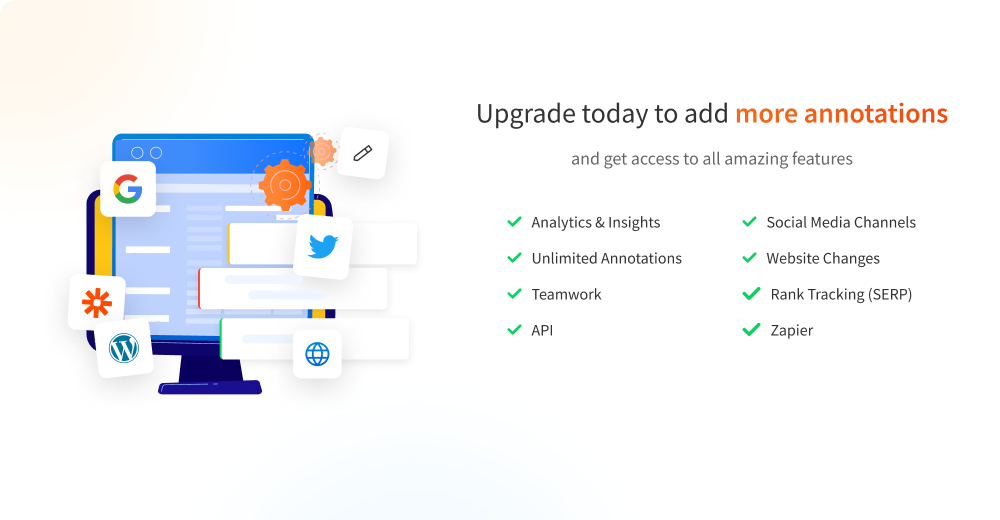 Upgrade today to add more annotations
and get access to all amazing features
Analytics & Insights
Unlimited Annotations
Teamwork
API
Social Media Channels
Website Changes
Rank Tracking (SERP)
Zapier